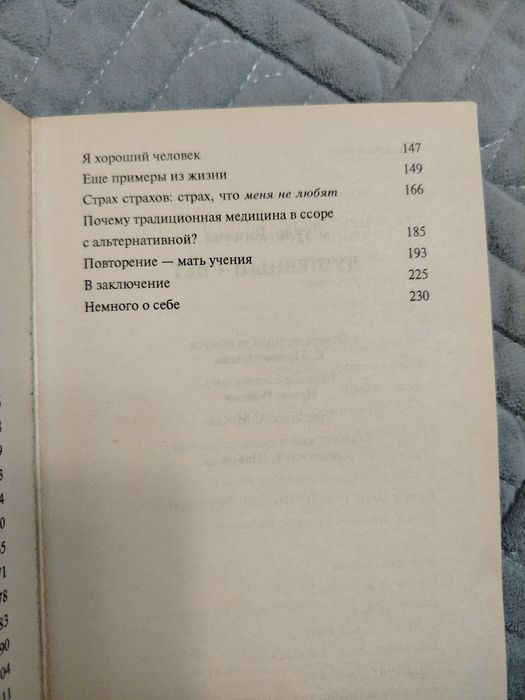 Я хороший человек 147
Еще примеры из жизни 149
Страх страхов: страх, что меня не любят 166
Почему традиционная медицина в ссоре
с альтернативной? 185
Повторение — мать учения 193
В заключение 225
Немного о себе 230